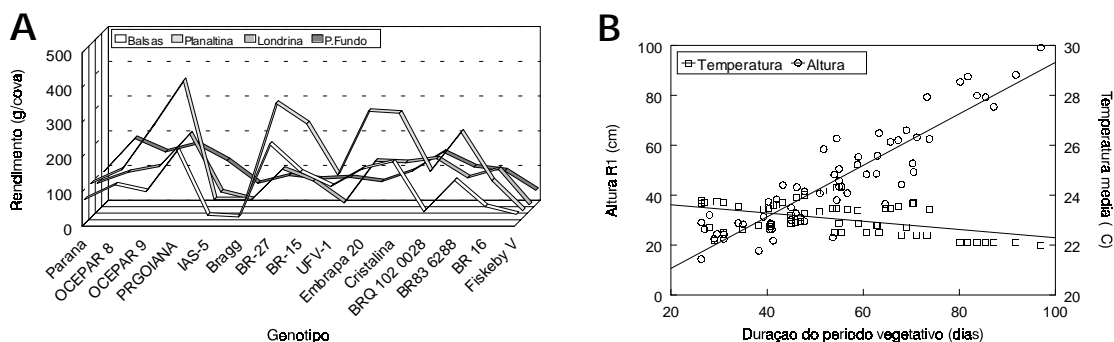 A
Balsas Planaltina Londrina P.Fundo
Rendimento (g/cova)
500
400
300
200
100
0
Parana
OCEPAR 8
OCEPAR 9
PRGOIANA
IAS-5
Bragg
BR-27
BR-15
UFV-1
Embrapa 20
Cristalina
BRQ 102 0028
BR83 6288
BR 16
Fiskeby V
Genotipo
B
Temperatura Altura
Altura R1 (cm)
100
80
60
40
20
0
20 40 60 80 100
Duraçao do periodo vegetativo (dias)
30
28
26
24
22
20
Temperatura media ( C)